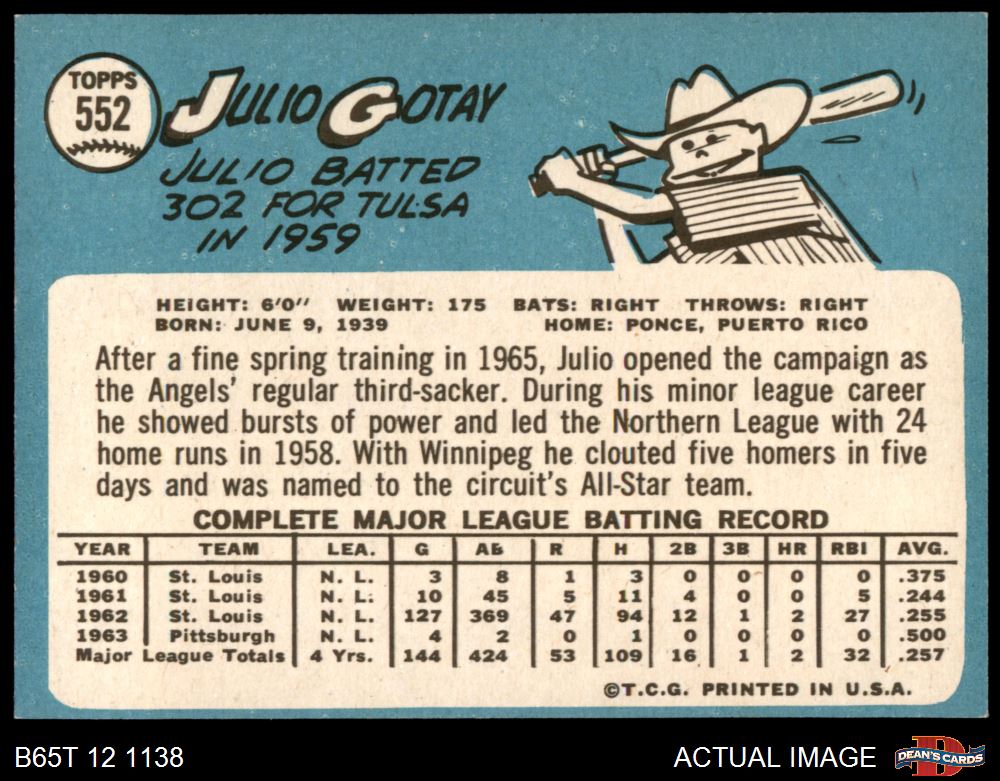 TOPPS
552
JULIO GOTAY
JULIO BATTED
302 FOR TULSA
IN 1959
HEIGHT: 6'0" WEIGHT: 175 BATS: RIGHT THROWS: RIGHT
BORN: JUNE 9, 1939 HOME: PONCE, PUERTO RICO
After a fine spring training in 1965, Julio opened the campaign as
the Angels' regular third-sacker. During his minor league career
he showed bursts of power and led the Northern League with 24
home runs in 1958. With Winnipeg he clouted five homers in five
days and was named to the circuit's All-Star team.
COMPLETE MAJOR LEAGUE BATTING RECORD
YEAR TEAM LEA. G AB R H 2B 3B HR RBI AVG.
1960 St. Louis N. L. 3 8 1 3 0 0 0 0 .375
1961 St. Louis N. L. 10 45 5 11 4 0 0 5 .244
1962 St. Louis N. L. 127 369 47 94 12 1 2 27 .255
1963 Pittsburgh N. L. 4 2 0 1 0 0 0 0 .500
Major League Totals 4 Yrs. 144 424 53 109 16 1 2 32 .257
©T.C.G. PRINTED IN U.S.A.
B65T 12 1138 ACTUAL IMAGE DEAN'S CARDS